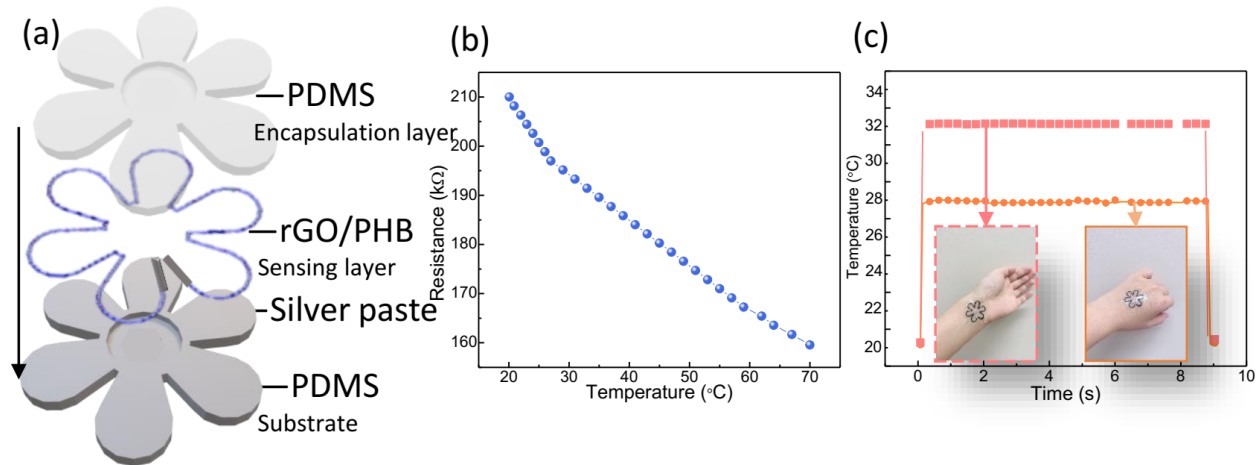 (a)
PDMS
Encapsulation layer
rGO/PHB
Sensing layer
Silver paste
PDMS
Substrate
(b)
210
200
190
180
170
160
Resistance (kΩ)
20 30 40 50 60 70
Temperature (°C)
(c)
34
32
30
28
26
24
22
20
Temperature (°C)
0 2 4 6 8 10
Time (s)